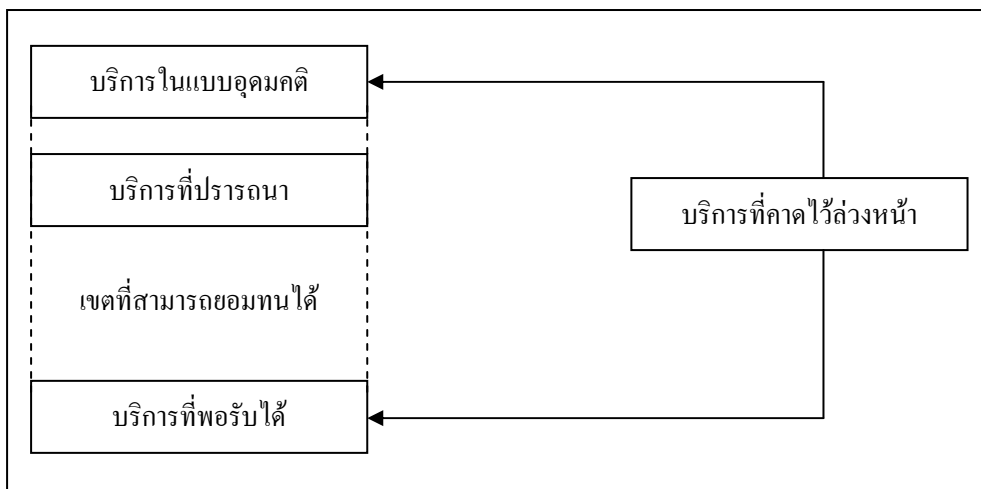 บริการในแบบอุดมคติ
บริการที่ปรารถนา
บริการที่คาดไว้ล่วงหน้า
เขตที่สามารถยอมทนได้
บริการที่พอรับได้